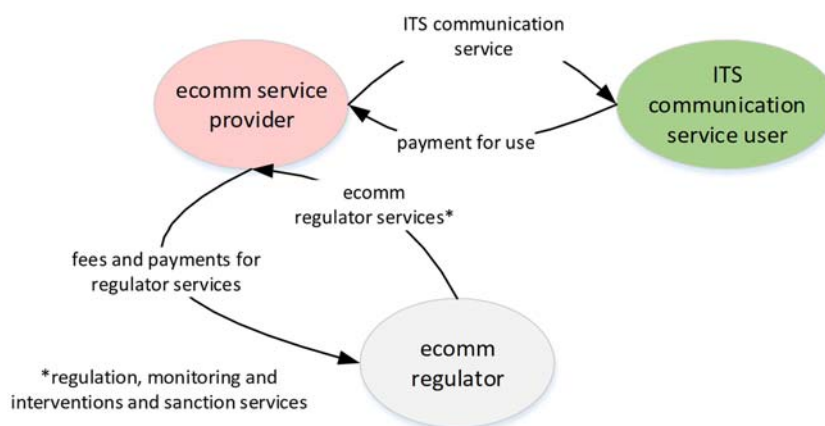 ITS communication
service
ecomm service
provider
ITS
communication
service user
payment for use
ecomm
regulator services*
fees and payments for
regulator services
ecomm
regulator
*regulation, monitoring and
interventions and sanction services